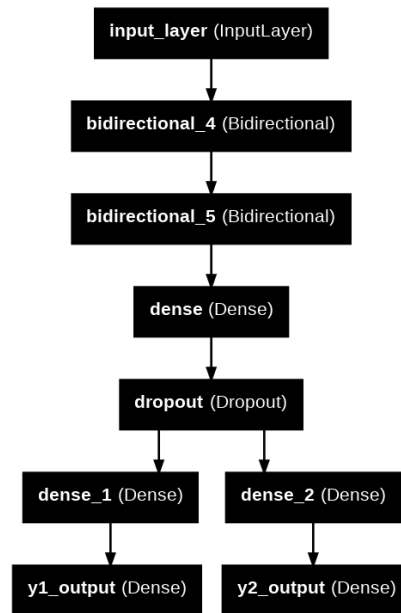 input_layer (InputLayer)
bidirectional_4 (Bidirectional)
bidirectional_5 (Bidirectional)
dense (Dense)
dropout (Dropout)
dense_1 (Dense)
dense_2 (Dense)
y1_output (Dense)
y2_output (Dense)